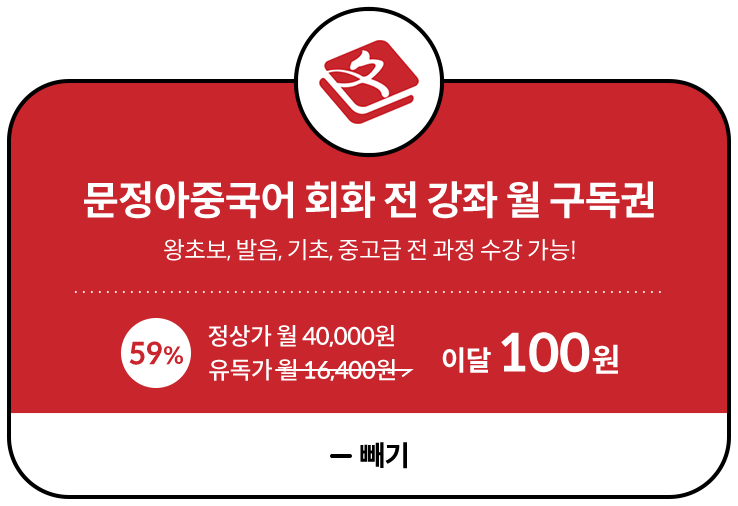 문정아중국어 회화 전 강좌 월 구독권
왕초보, 발음, 기초, 중고급 전 과정 수강 가능!
59%
정상가 월 40,000원
유독가 월 16,400원
이달 100원
— 빼기